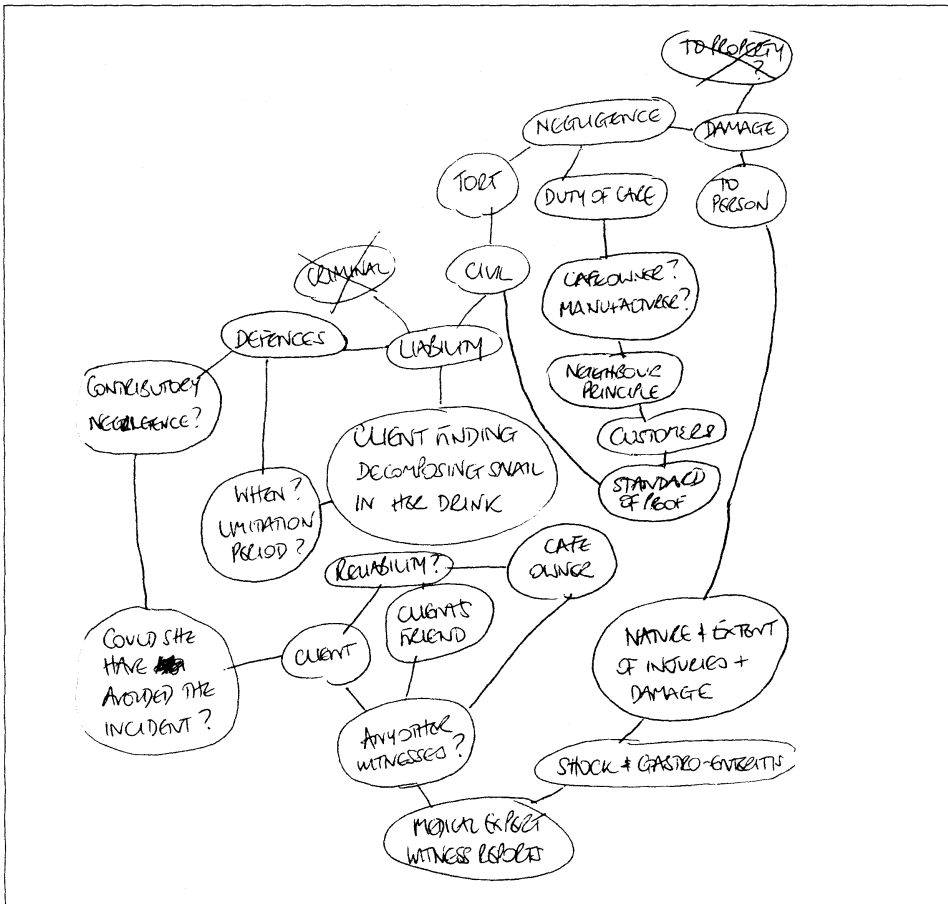 TO PROPERTY
?
NEGLIGENCE
DAMAGE
TORT
DUTY OF CARE
TO
PERSON
CRIMINAL
CIVIL
CAFE OWNER?
MANUFACTURER?
DEFENCES
LIABILITY
NEIGHBOUR
PRINCIPLE
CONTRIBUTORY
NEGLIGENCE?
CUSTOMERS
CLIENT FINDING
DECOMPOSING SNAIL
IN HER DRINK
STANDARD
OF PROOF
WHEN?
LIMITATION
PERIOD?
CAFE
OWNER
RELIABILITY?
CLIENT'S
FRIEND
CLIENT
COULD SHE
HAVE
AVOIDED THE
INCIDENT?
NATURE & EXTENT
OF INJURIES +
DAMAGE
ANY OTHER
WITNESSES?
SHOCK & GASTRO-ENTERITIS
MEDICAL EXPERT
WITNESS REPORTS